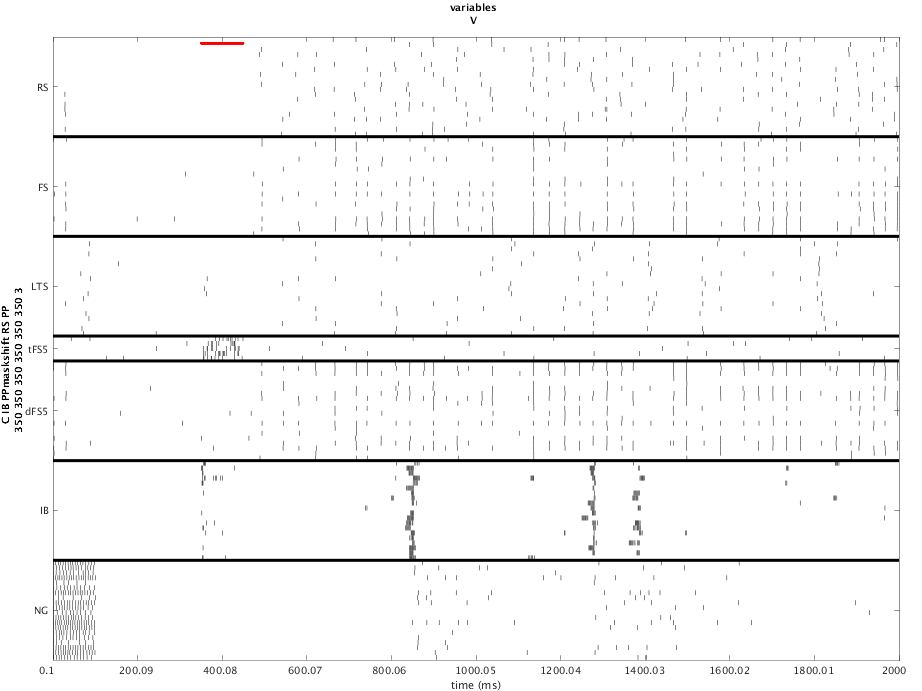 variables
V
RS
FS
LTS
tFS5
dFS5
IB
NG
C IB PPmaskshift RS PP
350 350 350 350 350 350 3
0.1 200.09 400.08 600.07 800.06 1000.05 1200.04 1400.03 1600.02 1800.01 2000
time (ms)